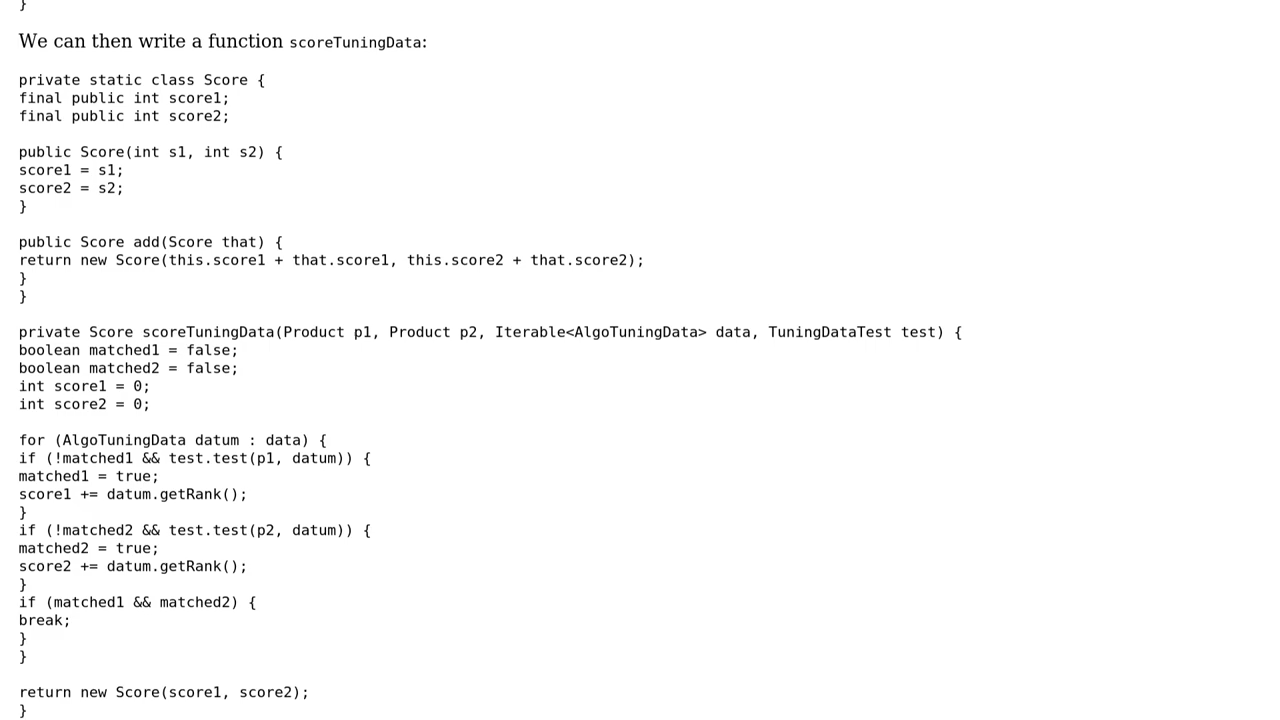 }
We can then write a function scoreTuningData:
private static class Score {
final public int score1;
final public int score2;
public Score(int s1, int s2) {
score1 = s1;
score2 = s2;
}
public Score add(Score that) {
return new Score(this.score1 + that.score1, this.score2 + that.score2);
}
}
private Score scoreTuningData(Product p1, Product p2, Iterable<AlgoTuningData> data, TuningDataTest test) {
boolean matched1 = false;
boolean matched2 = false;
int score1 = 0;
int score2 = 0;
for (AlgoTuningData datum : data) {
if (!matched1 && test.test(p1, datum)) {
matched1 = true;
score1 += datum.getRank();
}
if (!matched2 && test.test(p2, datum)) {
matched2 = true;
score2 += datum.getRank();
}
if (matched1 && matched2) {
break;
}
}
return new Score(score1, score2);
}